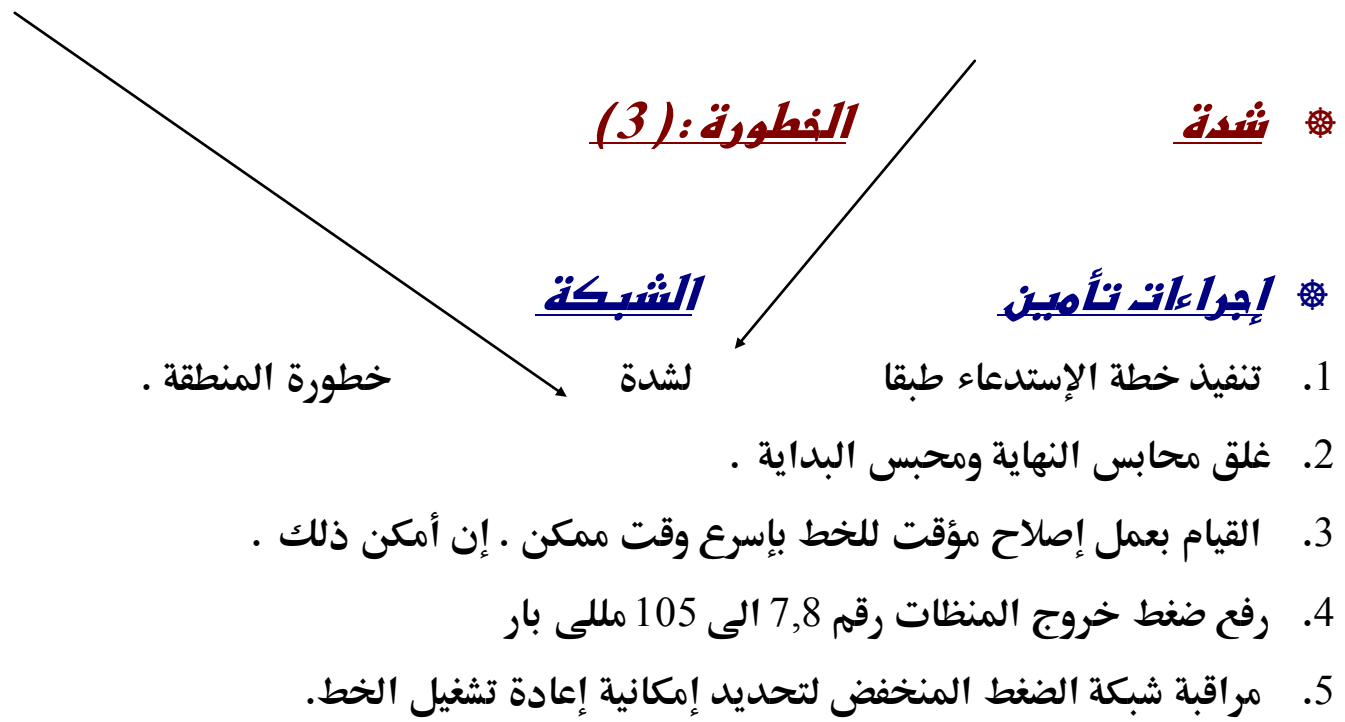 شدة الخطورة : ( 3 )
إجراءات تأمين الشبكة
1. تنفيذ خطة الإستدعاء طبقا لشدة خطورة المنطقة .
2. غلق محابس النهاية ومحبس البداية .
3. القيام بعمل إصلاح مؤقت للخط بإسرع وقت ممكن . إن أمكن ذلك .
4. رفع ضغط خروج المنظات رقم 7,8 الى 105 مللى بار
5. مراقبة شبكة الضغط المنخفض لتحديد إمكانية إعادة تشغيل الخط.